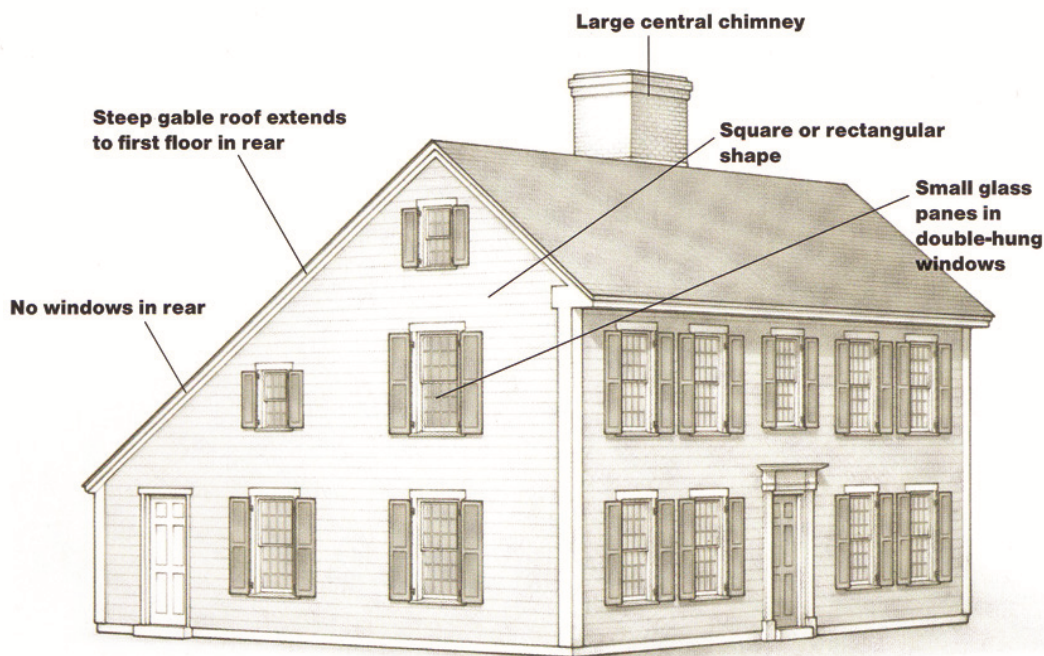 Large central chimney
Steep gable roof extends
to first floor in rear
Square or rectangular
shape
Small glass
panes in
double-hung
windows
No windows in rear